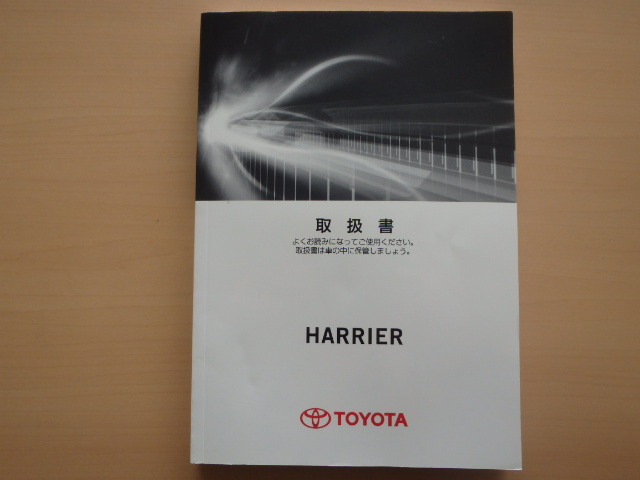 取扱書
よくお読みになってご使用ください。
取扱書は車の中に保管しましょう。
HARRIER
TOYOTA